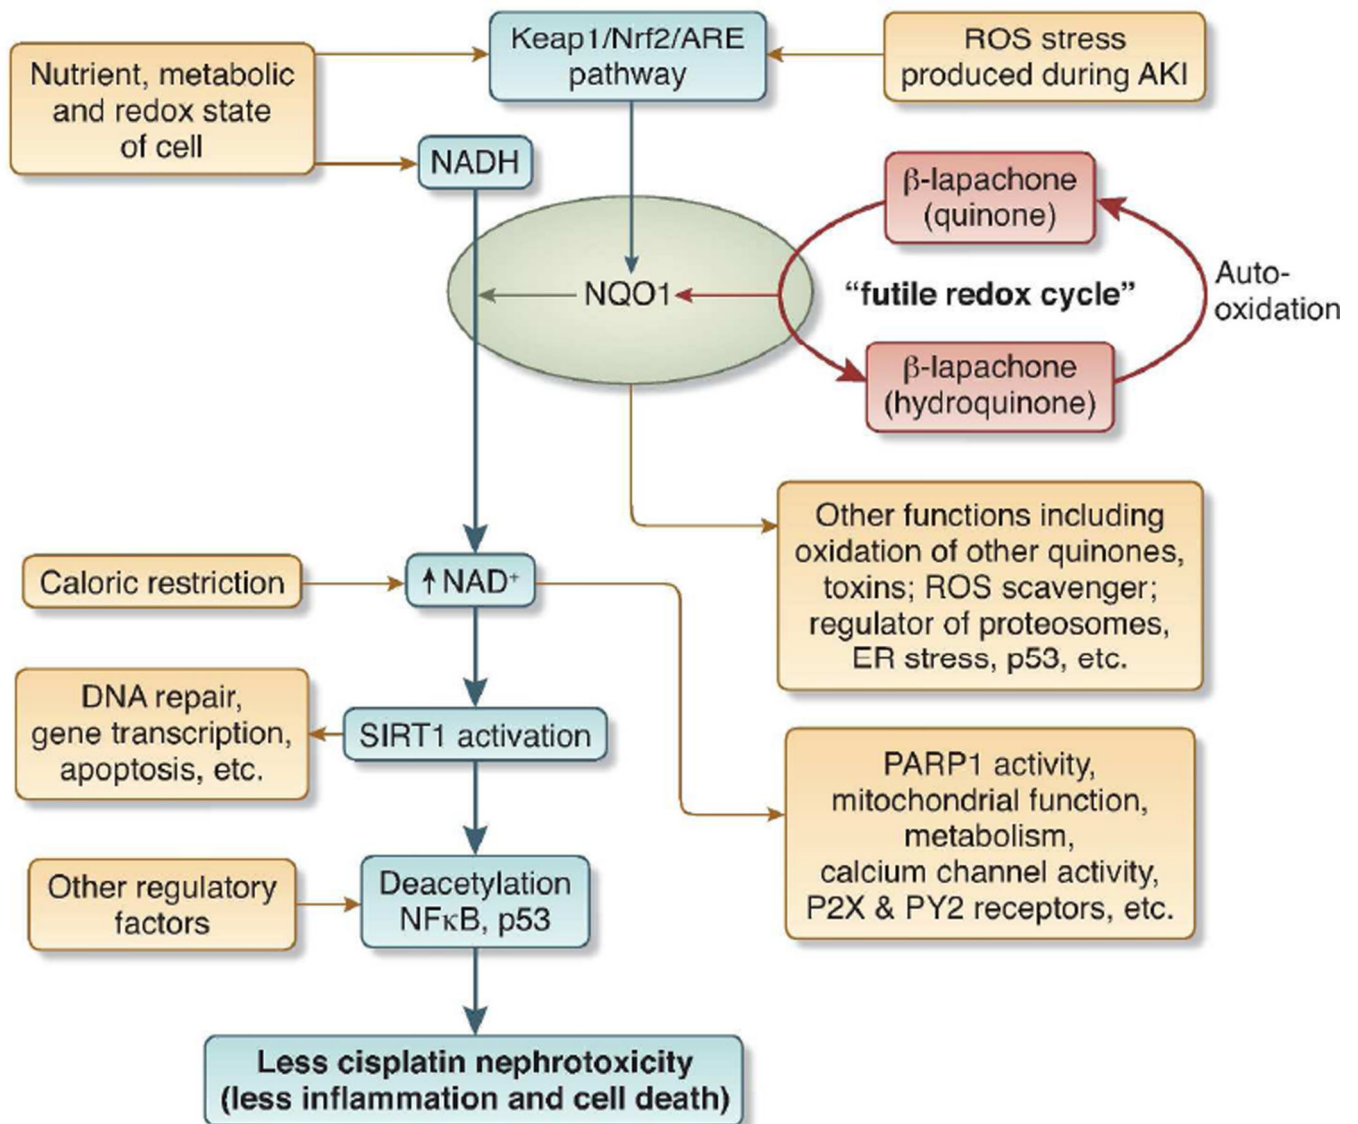 Keap1/Nrf2/ARE
pathway
ROS stress
produced during AKI
Nutrient, metabolic
and redox state
of cell
NADH
β-lapachone
(quinone)
NQO1
“futile redox cycle”
Auto-
oxidation
β-lapachone
(hydroquinone)
Other functions including
oxidation of other quinones,
toxins; ROS scavenger;
regulator of proteosomes,
ER stress, p53, etc.
Caloric restriction
↑NAD⁺
DNA repair,
gene transcription,
apoptosis, etc.
SIRT1 activation
PARP1 activity,
mitochondrial function,
metabolism,
calcium channel activity,
P2X & PY2 receptors, etc.
Other regulatory
factors
Deacetylation
NFκB, p53
Less cisplatin nephrotoxicity
(less inflammation and cell death)